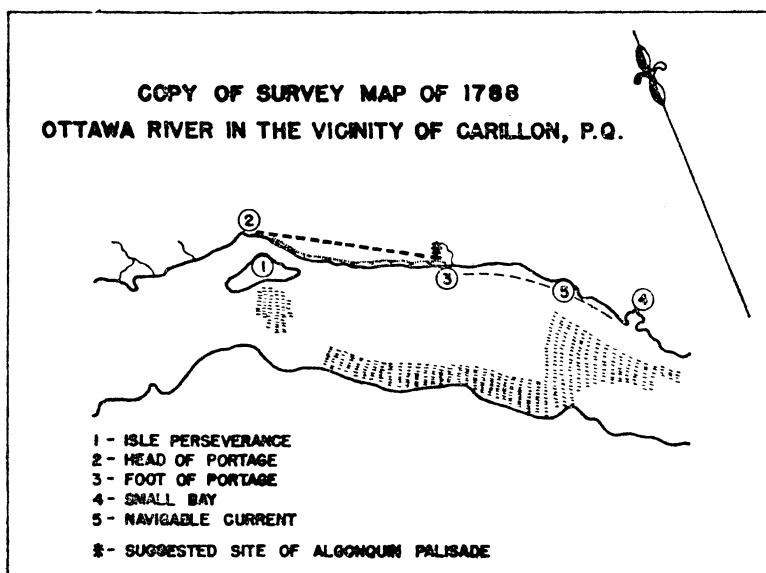 COPY OF SURVEY MAP OF 1788
OTTAWA RIVER IN THE VICINITY OF CARILLON, P.Q.
2
1
3
5
4
1 - ISLE PERSEVERANCE
2 - HEAD OF PORTAGE
3 - FOOT OF PORTAGE
4 - SMALL BAY
5 - NAVIGABLE CURRENT
* - SUGGESTED SITE OF ALGONQUIN PALISADE